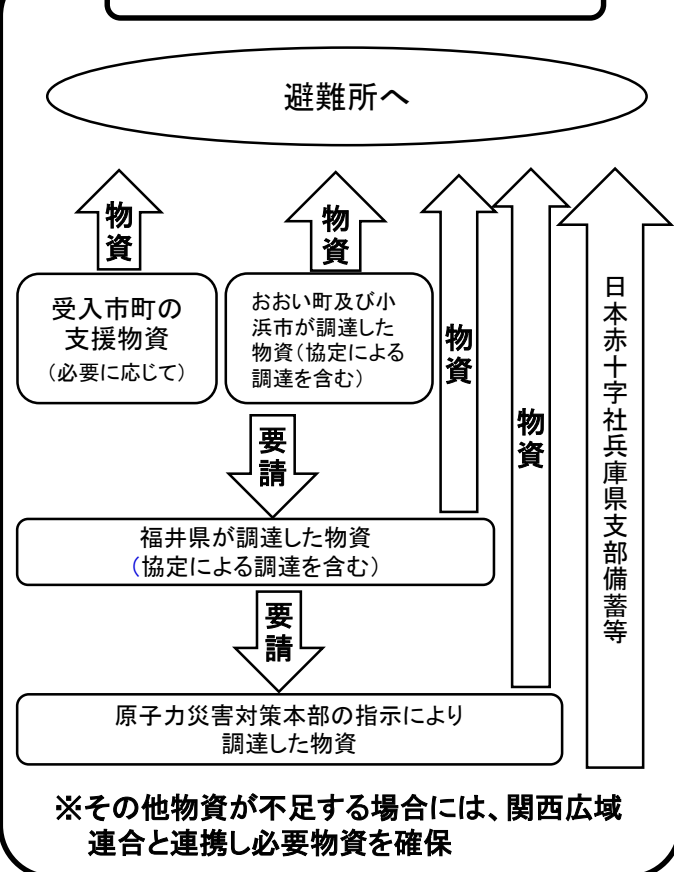 避難所へ
物資
物資
物資
物資
日本赤十字社兵庫県支部備蓄等
受入市町の
支援物資
(必要に応じて)
おおい町及び小
浜市が調達した
物資(協定による
調達を含む)
要請
福井県が調達した物資
(協定による調達を含む)
要請
原子力災害対策本部の指示により
調達した物資
※その他物資が不足する場合には、関西広域
連合と連携し必要物資を確保